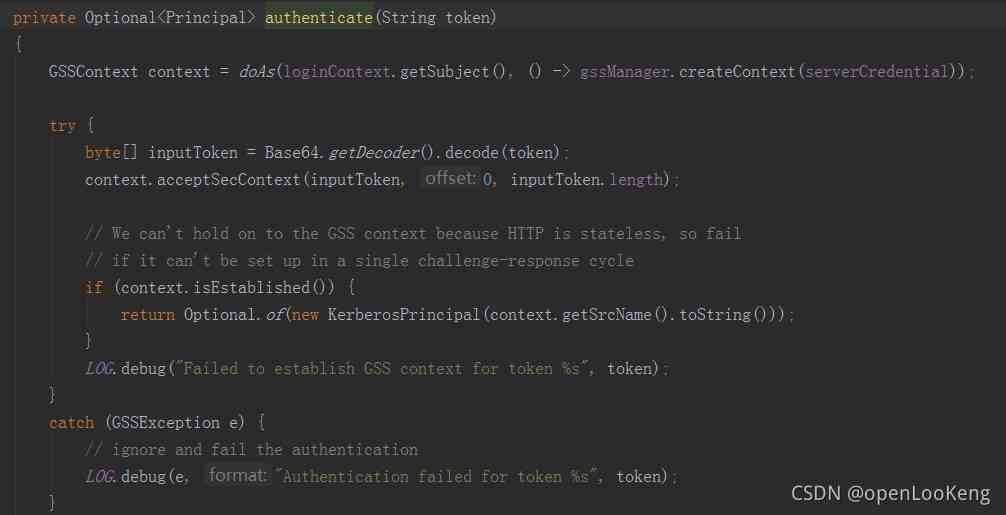 private Optional<Principal> authenticate(String token)
{
GSSContext context = doAs(loginContext.getSubject(), () -> gssManager.createContext(serverCredential));
try {
byte[] inputToken = Base64.getDecoder().decode(token);
context.acceptSecContext(inputToken, offset: 0, inputToken.length);
// We can't hold on to the GSS context because HTTP is stateless, so fail
// if it can't be set up in a single challenge-response cycle
if (context.isEstablished()) {
return Optional.of(new KerberosPrincipal(context.getSrcName().toString()));
}
LOG.debug("Failed to establish GSS context for token %s", token);
}
catch (GSSException e) {
// ignore and fail the authentication
LOG.debug(e, format: "Authentication failed for token %s", token);
}
CSDN @openLooKeng